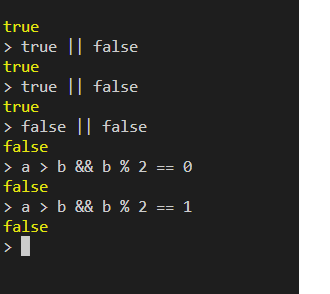 true
> true || false
true
> true || false
true
> false || false
false
> a > b && b % 2 == 0
false
> a > b && b % 2 == 1
false
>